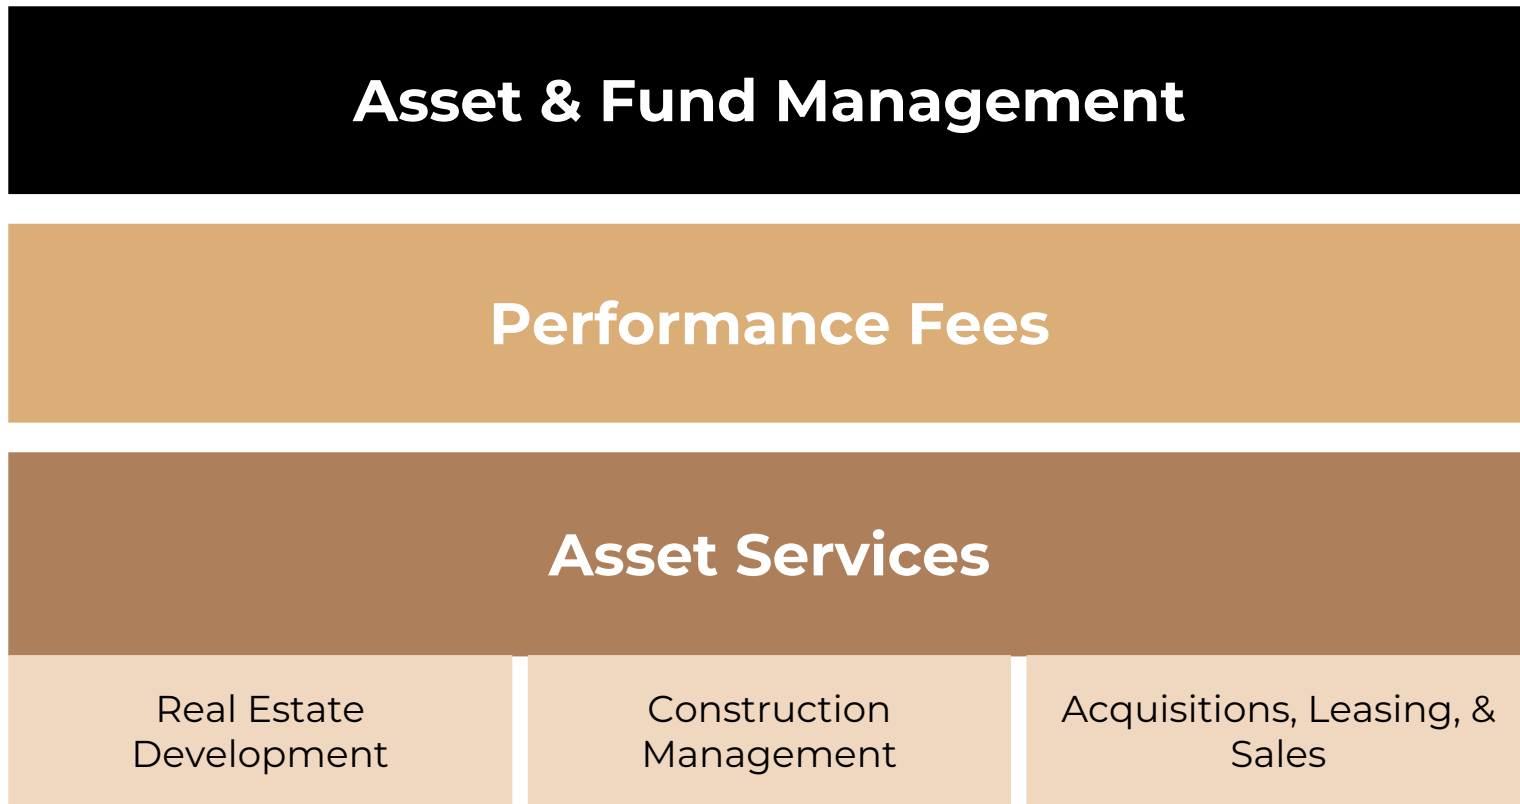 Asset & Fund Management
Performance Fees
Asset Services
Real Estate
Development
Construction
Management
Acquisitions, Leasing, &
Sales